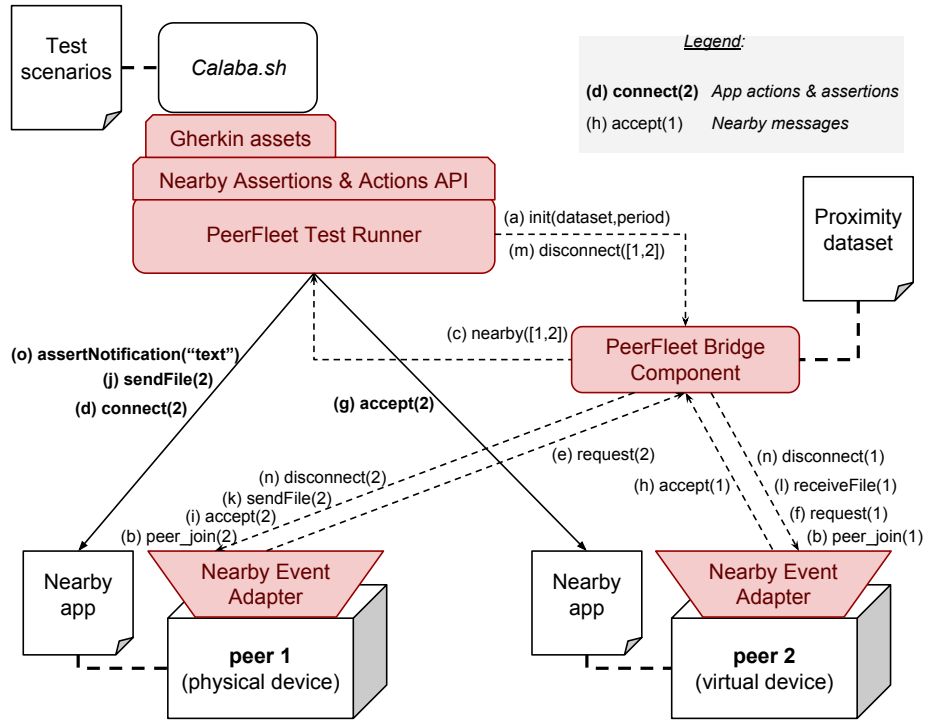 Test
scenarios
Calaba.sh
Legend:
(d) connect(2) App actions & assertions
(h) accept(1) Nearby messages
Gherkin assets
Nearby Assertions & Actions API
PeerFleet Test Runner
(a) init(dataset,period)
(m) disconnect([1,2])
Proximity
dataset
(c) nearby([1,2])
PeerFleet Bridge
Component
(o) assertNotification(“text”)
(j) sendFile(2)
(d) connect(2)
(g) accept(2)
(e) request(2)
(n) disconnect(2)
(k) sendFile(2)
(i) accept(2)
(b) peer_join(2)
(h) accept(1)
(n) disconnect(1)
(l) receiveFile(1)
(f) request(1)
(b) peer_join(1)
Nearby
app
Nearby Event
Adapter
peer 1
(physical device)
Nearby
app
Nearby Event
Adapter
peer 2
(virtual device)